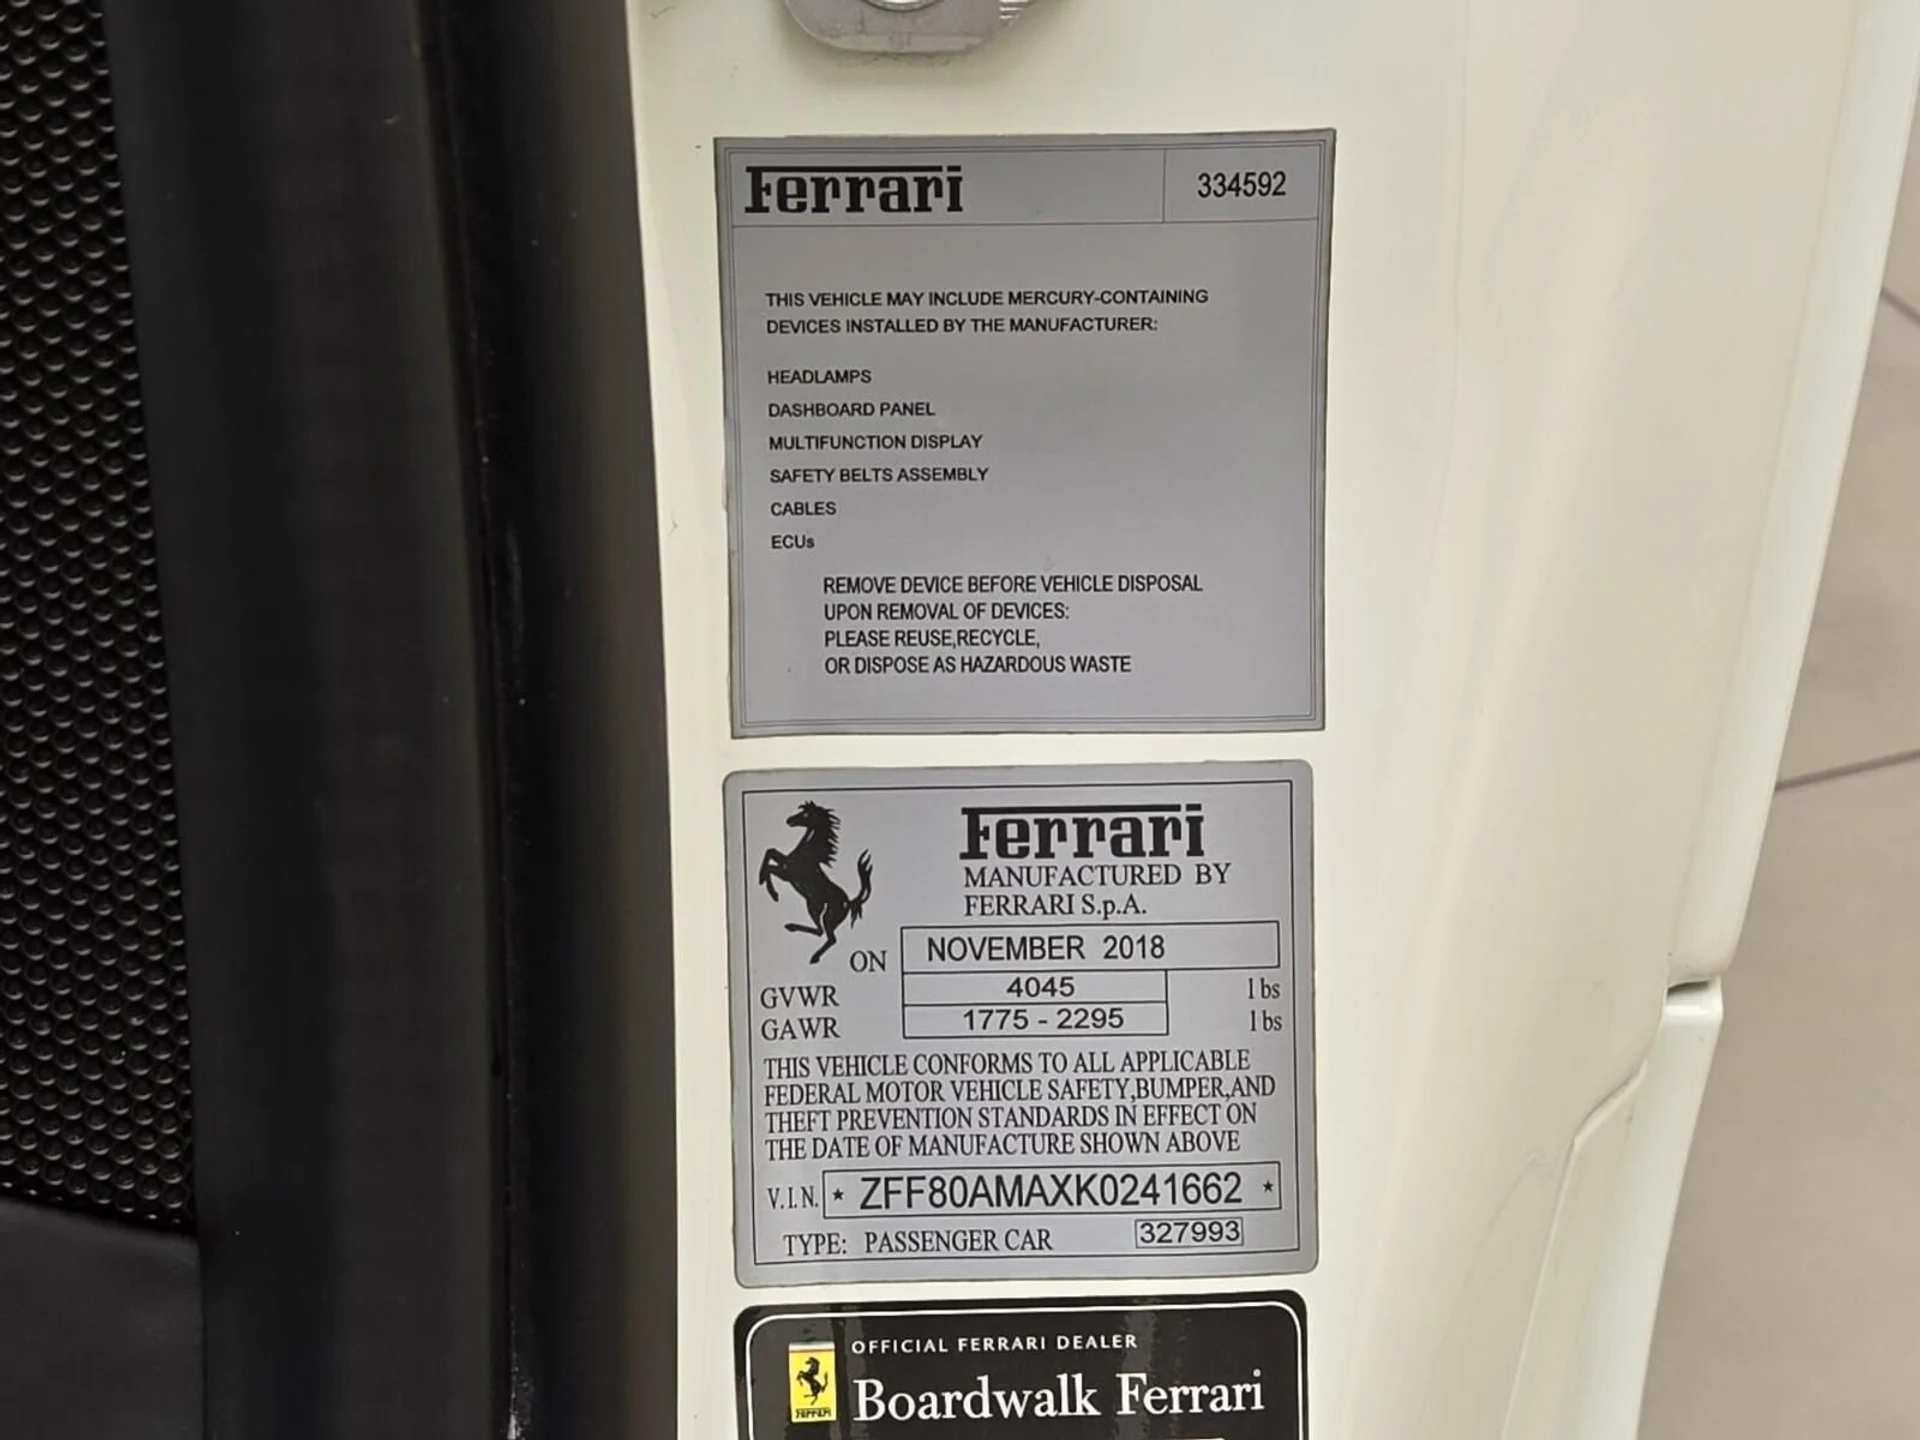 Ferrari 334592
THIS VEHICLE MAY INCLUDE MERCURY-CONTAINING
DEVICES INSTALLED BY THE MANUFACTURER:
HEADLAMPS
DASHBOARD PANEL
MULTIFUNCTION DISPLAY
SAFETY BELTS ASSEMBLY
CABLES
ECUs
REMOVE DEVICE BEFORE VEHICLE DISPOSAL
UPON REMOVAL OF DEVICES:
PLEASE REUSE,RECYCLE,
OR DISPOSE AS HAZARDOUS WASTE
Ferrari
MANUFACTURED BY
FERRARI S.p.A.
ON NOVEMBER 2018
GVWR 4045 lbs
GAWR 1775 - 2295 lbs
THIS VEHICLE CONFORMS TO ALL APPLICABLE
FEDERAL MOTOR VEHICLE SAFETY,BUMPER,AND
THEFT PREVENTION STANDARDS IN EFFECT ON
THE DATE OF MANUFACTURE SHOWN ABOVE
V.I.N. * ZFF80AMAXK0241662 *
TYPE: PASSENGER CAR 327993
OFFICIAL FERRARI DEALER
Boardwalk Ferrari
Ferrari